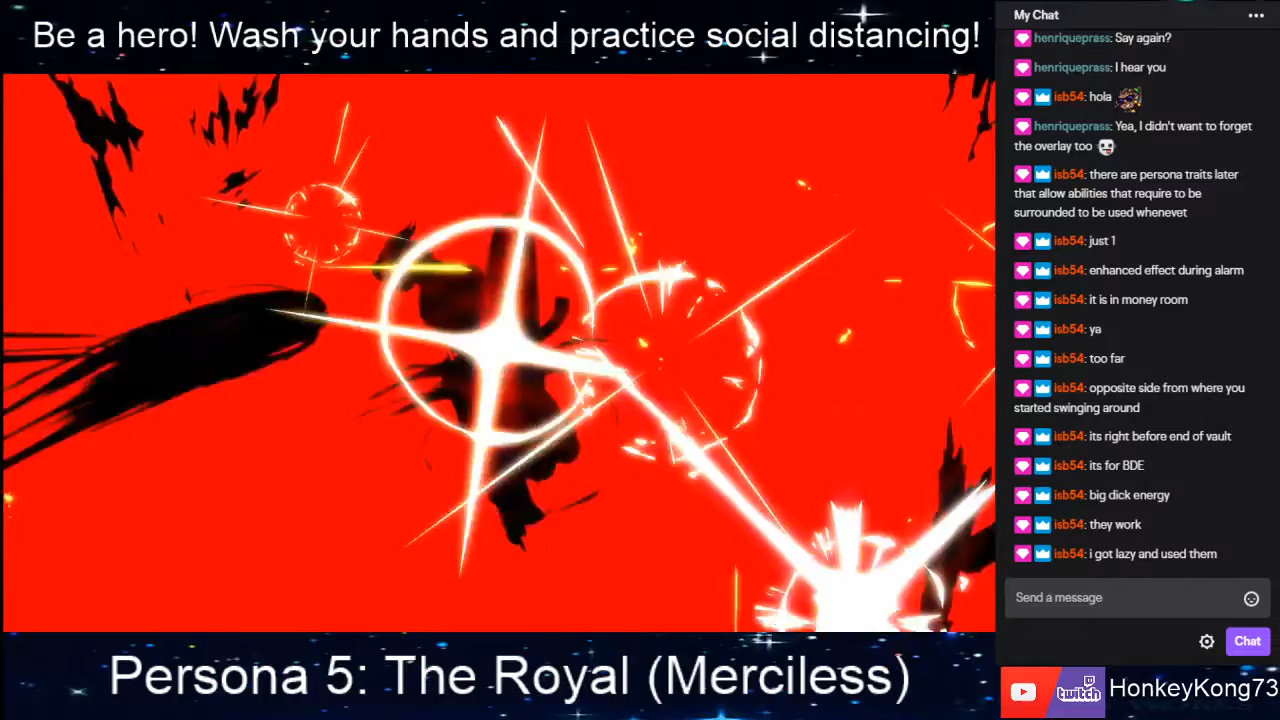 Be a hero! Wash your hands and practice social distancing!
My Chat
henriqueprass: Say again?
henriqueprass: I hear you
isb54: hola
henriqueprass: Yea, I didn't want to forget
the overlay too
isb54: there are persona traits later
that allow abilities that require to be
surrounded to be used whenevet
isb54: just 1
isb54: enhanced effect during alarm
isb54: it is in money room
isb54: ya
isb54: too far
isb54: opposite side from where you
started swinging around
isb54: its right before end of vault
isb54: its for BDE
isb54: big dick energy
isb54: they work
isb54: i got lazy and used them
Send a message
Chat
Persona 5: The Royal (Merciless)
twitch
HonkeyKong73